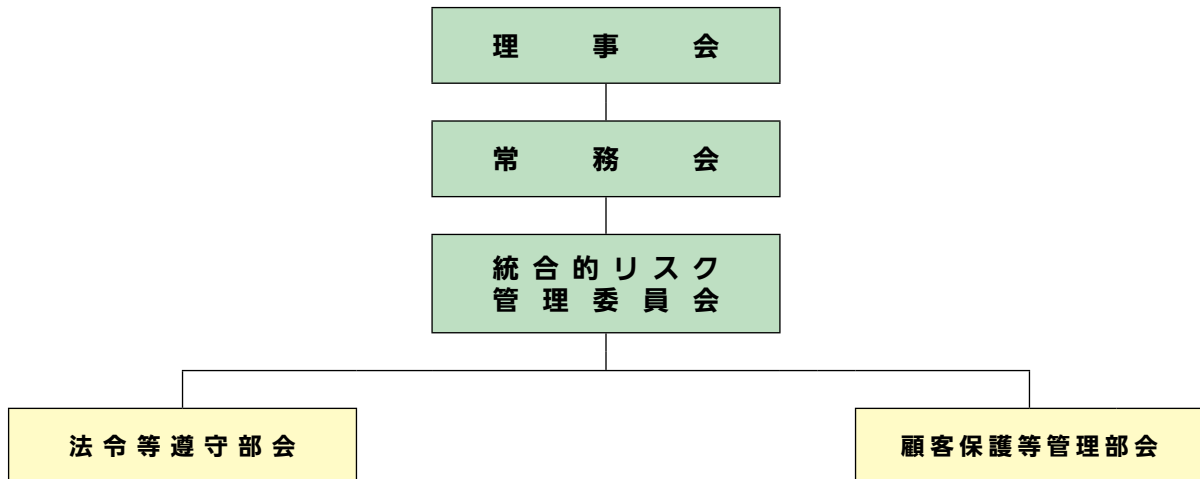 理事会
常務会
統合的リスク
管理委員会
法令等遵守部会
顧客保護等管理部会